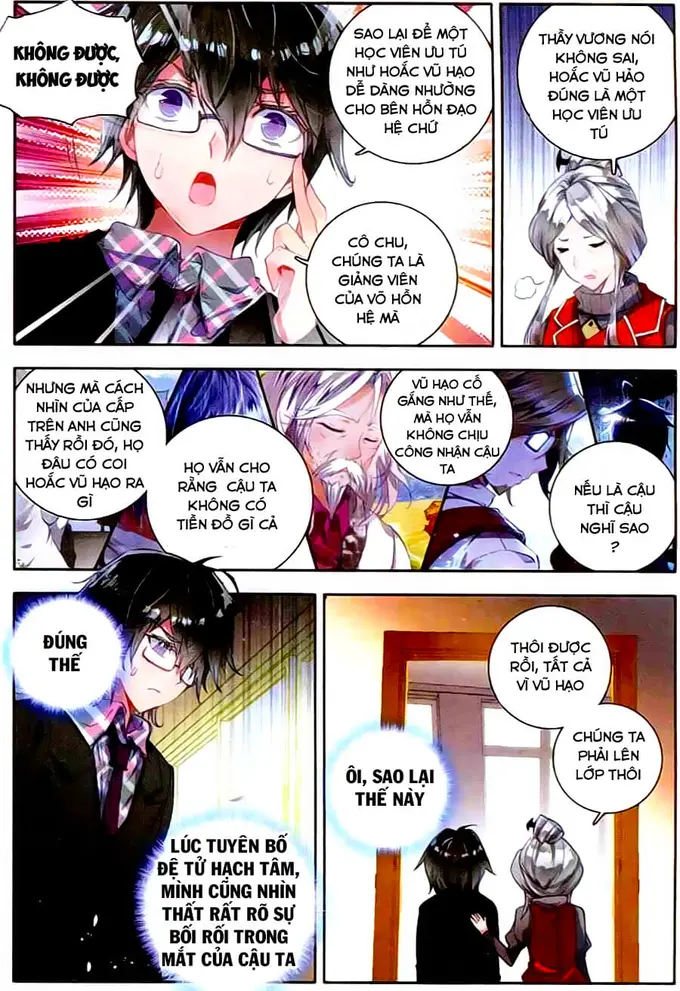 KHÔNG ĐƯỢC,
KHÔNG ĐƯỢC
SAO LẠI ĐỂ MỘT
HỌC VIÊN ƯU TÚ
NHƯ HOẮC VŨ HẠO
DỄ DÀNG NHƯỜNG
CHO BÊN HỒN ĐẠO
HỆ CHỨ
CÔ CHU,
CHÚNG TA LÀ
GIẢNG VIÊN
CỦA VÕ HỒN
HỆ MÀ
THẦY VƯƠNG NÓI
KHÔNG SAI,
HOẮC VŨ HẢO
ĐÚNG LÀ MỘT
HỌC VIÊN ƯU
TÚ
NHƯNG MÀ CÁCH
NHÌN CỦA CẤP
TRÊN ANH CŨNG
THẤY RỒI ĐÓ, HỌ
ĐÂU CÓ COI
HOẮC VŨ HẠO RA
GÌ
HỌ VẪN CHO
RẰNG CẬU TA
KHÔNG CÓ
TIỀN ĐỒ GÌ CẢ
VŨ HẠO CỐ
GẮNG NHƯ THẾ,
MÀ HỌ VẪN
KHÔNG CHỊU
CÔNG NHẬN CẬU
TA
NẾU LÀ CẬU
THÌ CẬU
NGHĨ SAO
?
ĐÚNG
THẾ
LÚC TUYÊN BỐ
ĐỆ TỬ HẠCH TÂM,
MÌNH CŨNG NHÌN
THẤT RẤT RÕ SỰ
BỐI RỐI TRONG
MẮT CỦA CẬU TA
THÔI ĐƯỢC
RỒI, TẤT CẢ
VÌ VŨ HẠO
CHÚNG TA
PHẢI LÊN
LỚP THÔI
ÔI, SAO LẠI
THẾ NÀY